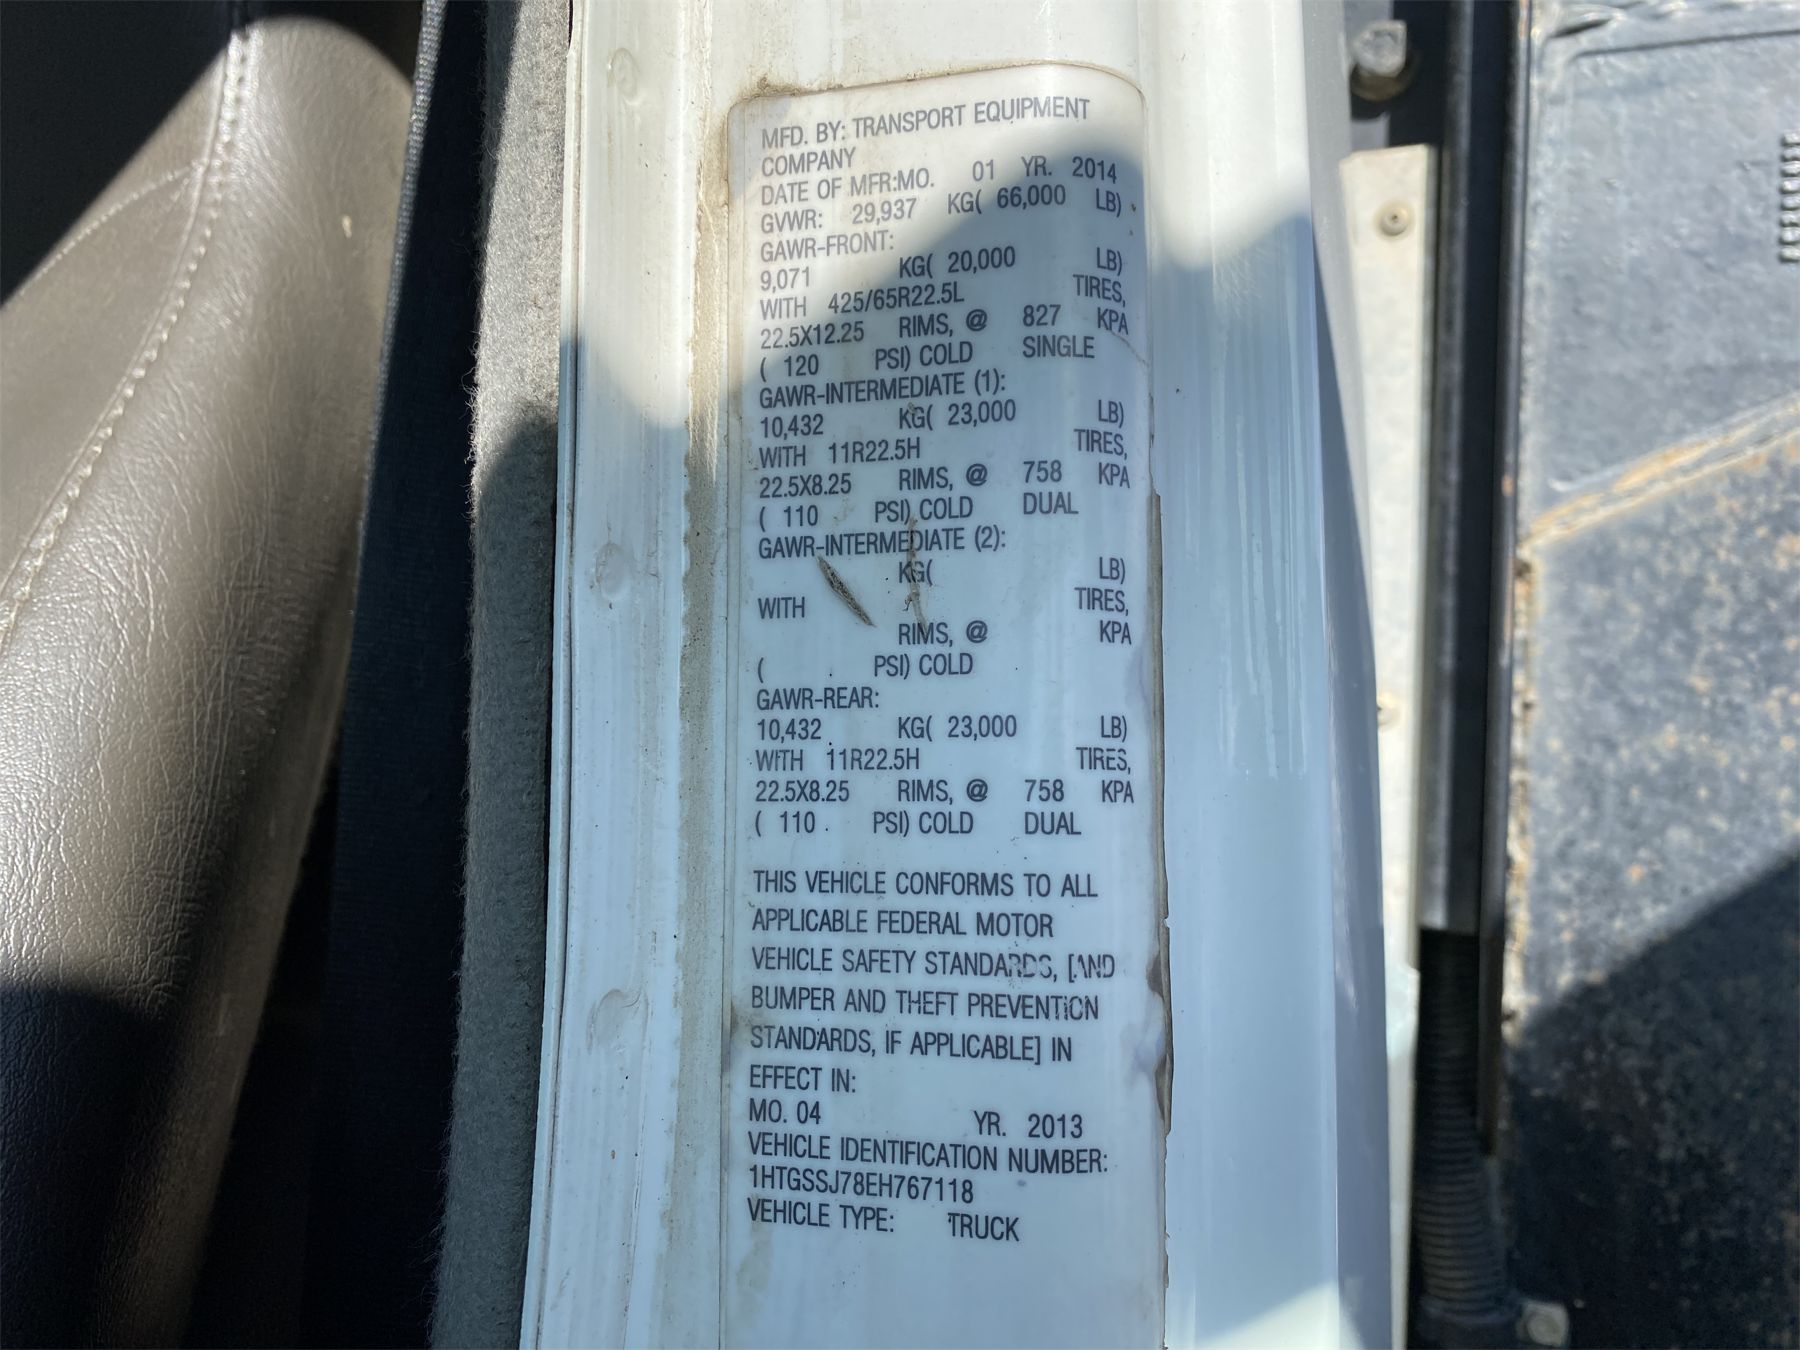 MFD. BY: TRANSPORT EQUIPMENT
COMPANY
DATE OF MFR:MO. 01 YR. 2014
GVWR: 29,937 KG( 66,000 LB)
GAWR-FRONT:
9,071 KG( 20,000 LB)
WITH 425/65R22.5L TIRES,
22.5X12.25 RIMS, @ 827 KPA
( 120 PSI) COLD SINGLE
GAWR-INTERMEDIATE (1):
10,432 KG( 23,000 LB)
WITH 11R22.5H TIRES,
22.5X8.25 RIMS, @ 758 KPA
( 110 PSI) COLD DUAL
GAWR-INTERMEDIATE (2):
KG( LB)
WITH TIRES,
RIMS, @ KPA
( PSI) COLD
GAWR-REAR:
10,432 KG( 23,000 LB)
WITH 11R22.5H TIRES,
22.5X8.25 RIMS, @ 758 KPA
( 110 PSI) COLD DUAL
THIS VEHICLE CONFORMS TO ALL
APPLICABLE FEDERAL MOTOR
VEHICLE SAFETY STANDARDS, [AND
BUMPER AND THEFT PREVENTION
STANDARDS, IF APPLICABLE] IN
EFFECT IN:
MO. 04 YR. 2013
VEHICLE IDENTIFICATION NUMBER:
1HTGSSJ78EH767118
VEHICLE TYPE: TRUCK